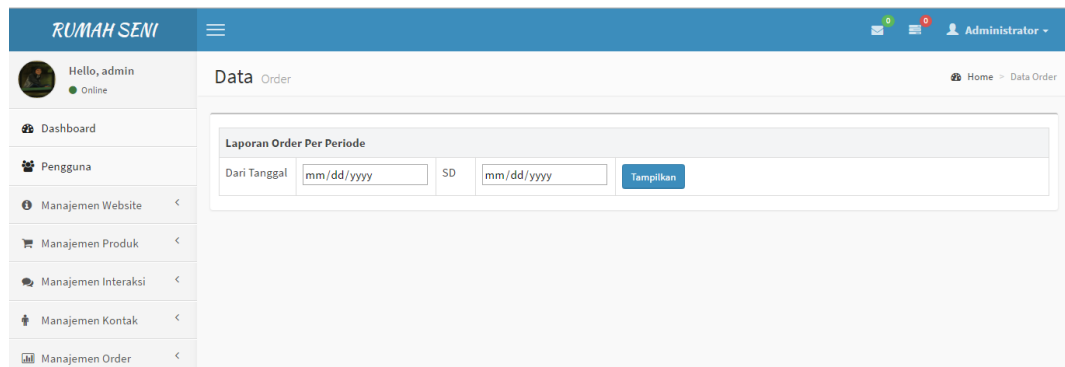 RUMAH SENI
0
0
Administrator
Hello, admin
Online
Data Order
Home > Data Order
Dashboard
Pengguna
Manajemen Website
Manajemen Produk
Manajemen Interaksi
Manajemen Kontak
Manajemen Order
Laporan Order Per Periode
Dari Tanggal mm/dd/yyyy SD mm/dd/yyyy Tampilkan